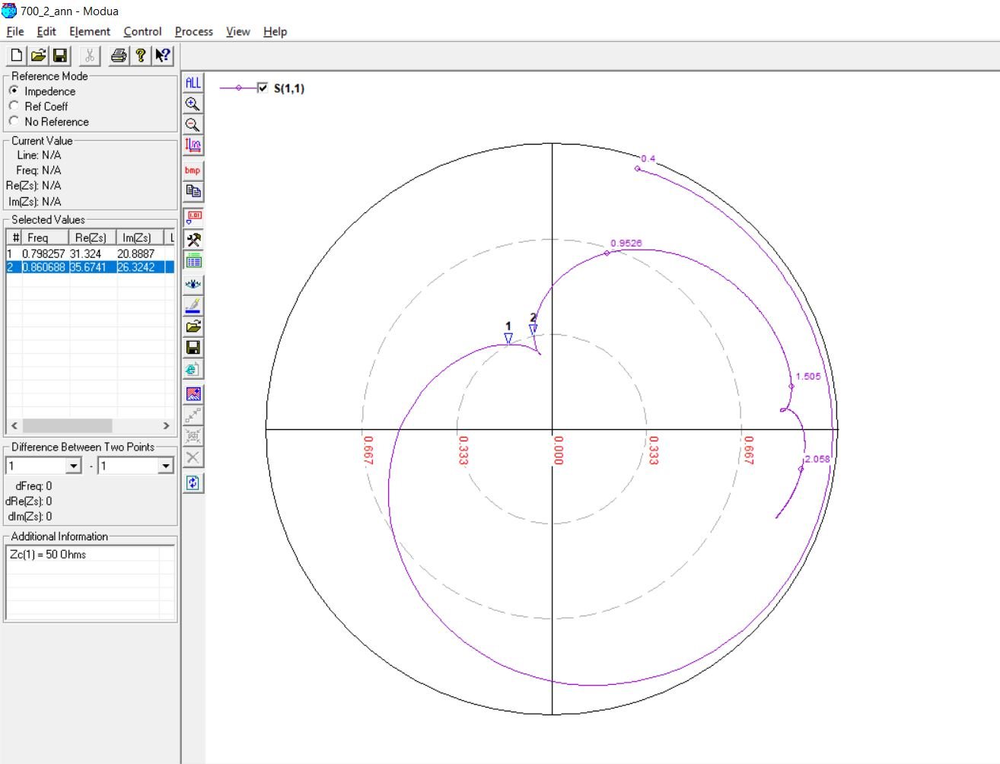 700_2_ann - Modua
File Edit Element Control Process View Help
Reference Mode
Impedence
Ref Coeff
No Reference
Current Value
Line: N/A
Freq: N/A
Re(Zs): N/A
Im(Zs): N/A
Selected Values
# Freq Re(Zs) Im(Zs) L
1 0.798257 31.324 20.8887
2 0.860688 35.6741 26.3242
Difference Between Two Points
1 - 1
dFreq: 0
dRe(Zs): 0
dIm(Zs): 0
Additional Information
Zc(1) = 50 Ohms
ALL
bmp
1.01
S(1,1)
0.4
0.9526
2
1
1.505
0.667 0.333 0.000 0.333 0.667
2.058